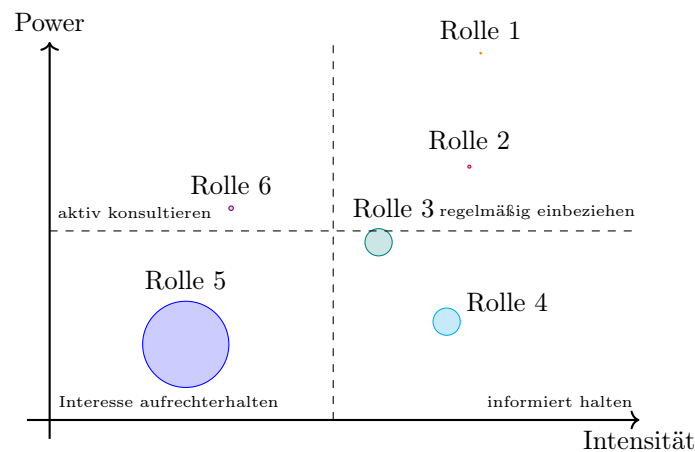 Power
Rolle 1
Rolle 2
Rolle 6
Rolle 3
aktiv konsultieren
regelmäßig einbeziehen
Rolle 5
Rolle 4
Interesse aufrechterhalten
informiert halten
Intensität